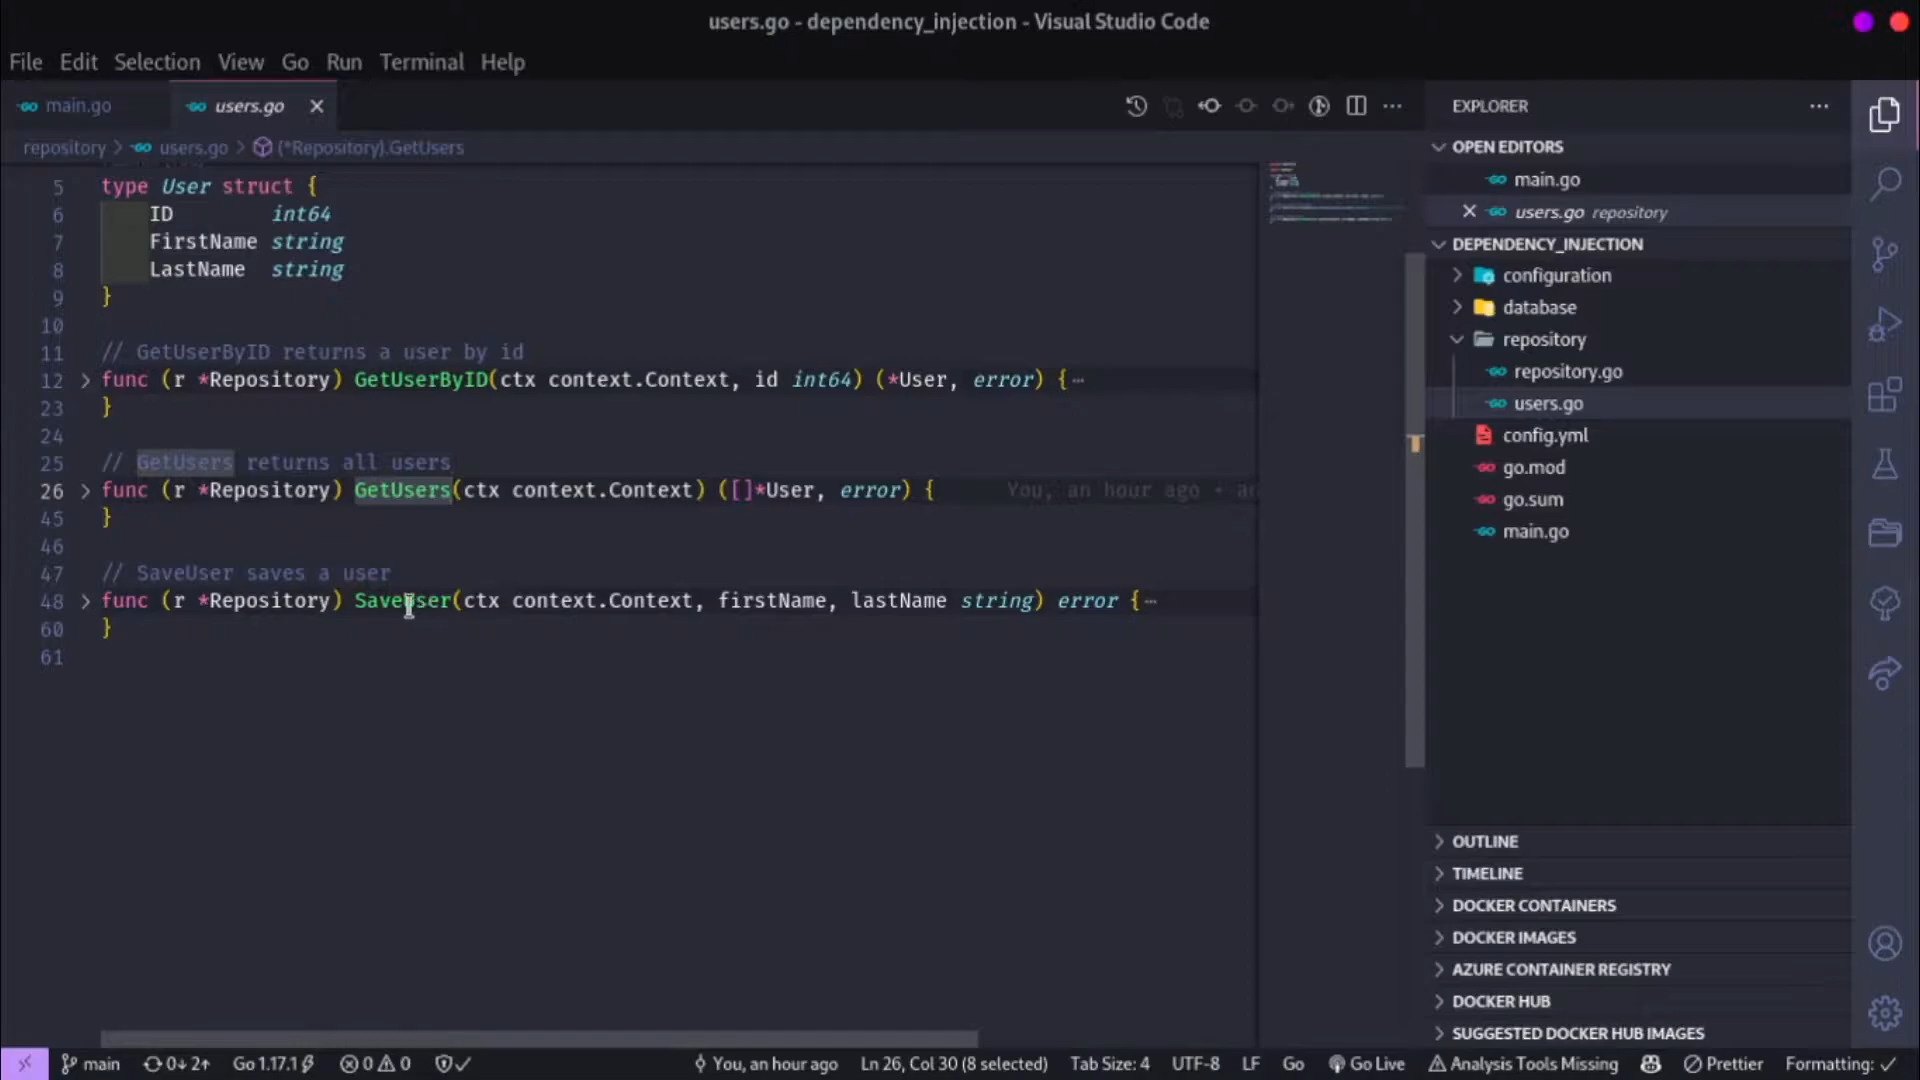 users.go - dependency_injection - Visual Studio Code
File Edit Selection View Go Run Terminal Help
main.go
users.go
repository > users.go > (*Repository).GetUsers
5 type User struct {
6 ID int64
7 FirstName string
8 LastName string
9 }
10
11 // GetUserByID returns a user by id
12 func (r *Repository) GetUserByID(ctx context.Context, id int64) (*User, error) {
23 }
24
25 // GetUsers returns all users
26 func (r *Repository) GetUsers(ctx context.Context) ([]*User, error) { You, an hour ago •
45 }
46
47 // SaveUser saves a user
48 func (r *Repository) SaveUser(ctx context.Context, firstName, lastName string) error {
60 }
61
EXPLORER
OPEN EDITORS
main.go
users.go repository
DEPENDENCY_INJECTION
configuration
database
repository
repository.go
users.go
config.yml
go.mod
go.sum
main.go
OUTLINE
TIMELINE
DOCKER CONTAINERS
DOCKER IMAGES
AZURE CONTAINER REGISTRY
DOCKER HUB
SUGGESTED DOCKER HUB IMAGES
main 0↓ 2↑ Go 1.17.1 0 0 You, an hour ago Ln 26, Col 30 (8 selected) Tab Size: 4 UTF-8 LF Go Go Live Analysis Tools Missing Prettier Formatting: ✓